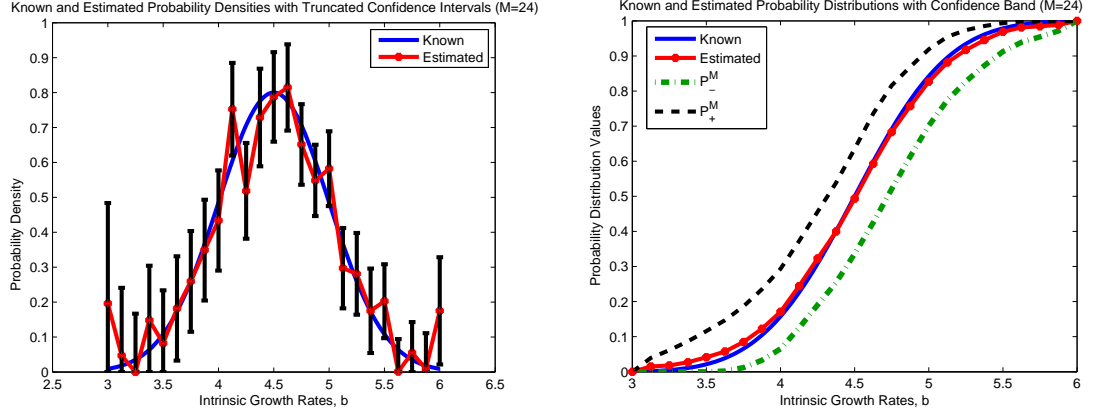 Known and Estimated Probability Densities with Truncated Confidence Intervals (M=24)
1
0.9
0.8
0.7
0.6
0.5
0.4
0.3
0.2
0.1
0
Probability Density
Known
Estimated
2.5 3 3.5 4 4.5 5 5.5 6 6.5
Intrinsic Growth Rates, b
Known and Estimated Probability Distributions with Confidence Band (M=24)
1
0.9
0.8
0.7
0.6
0.5
0.4
0.3
0.2
0.1
0
Probability Distribution Values
Known
Estimated
P_-^M
P_+^M
3 3.5 4 4.5 5 5.5 6
Intrinsic Growth Rates, b